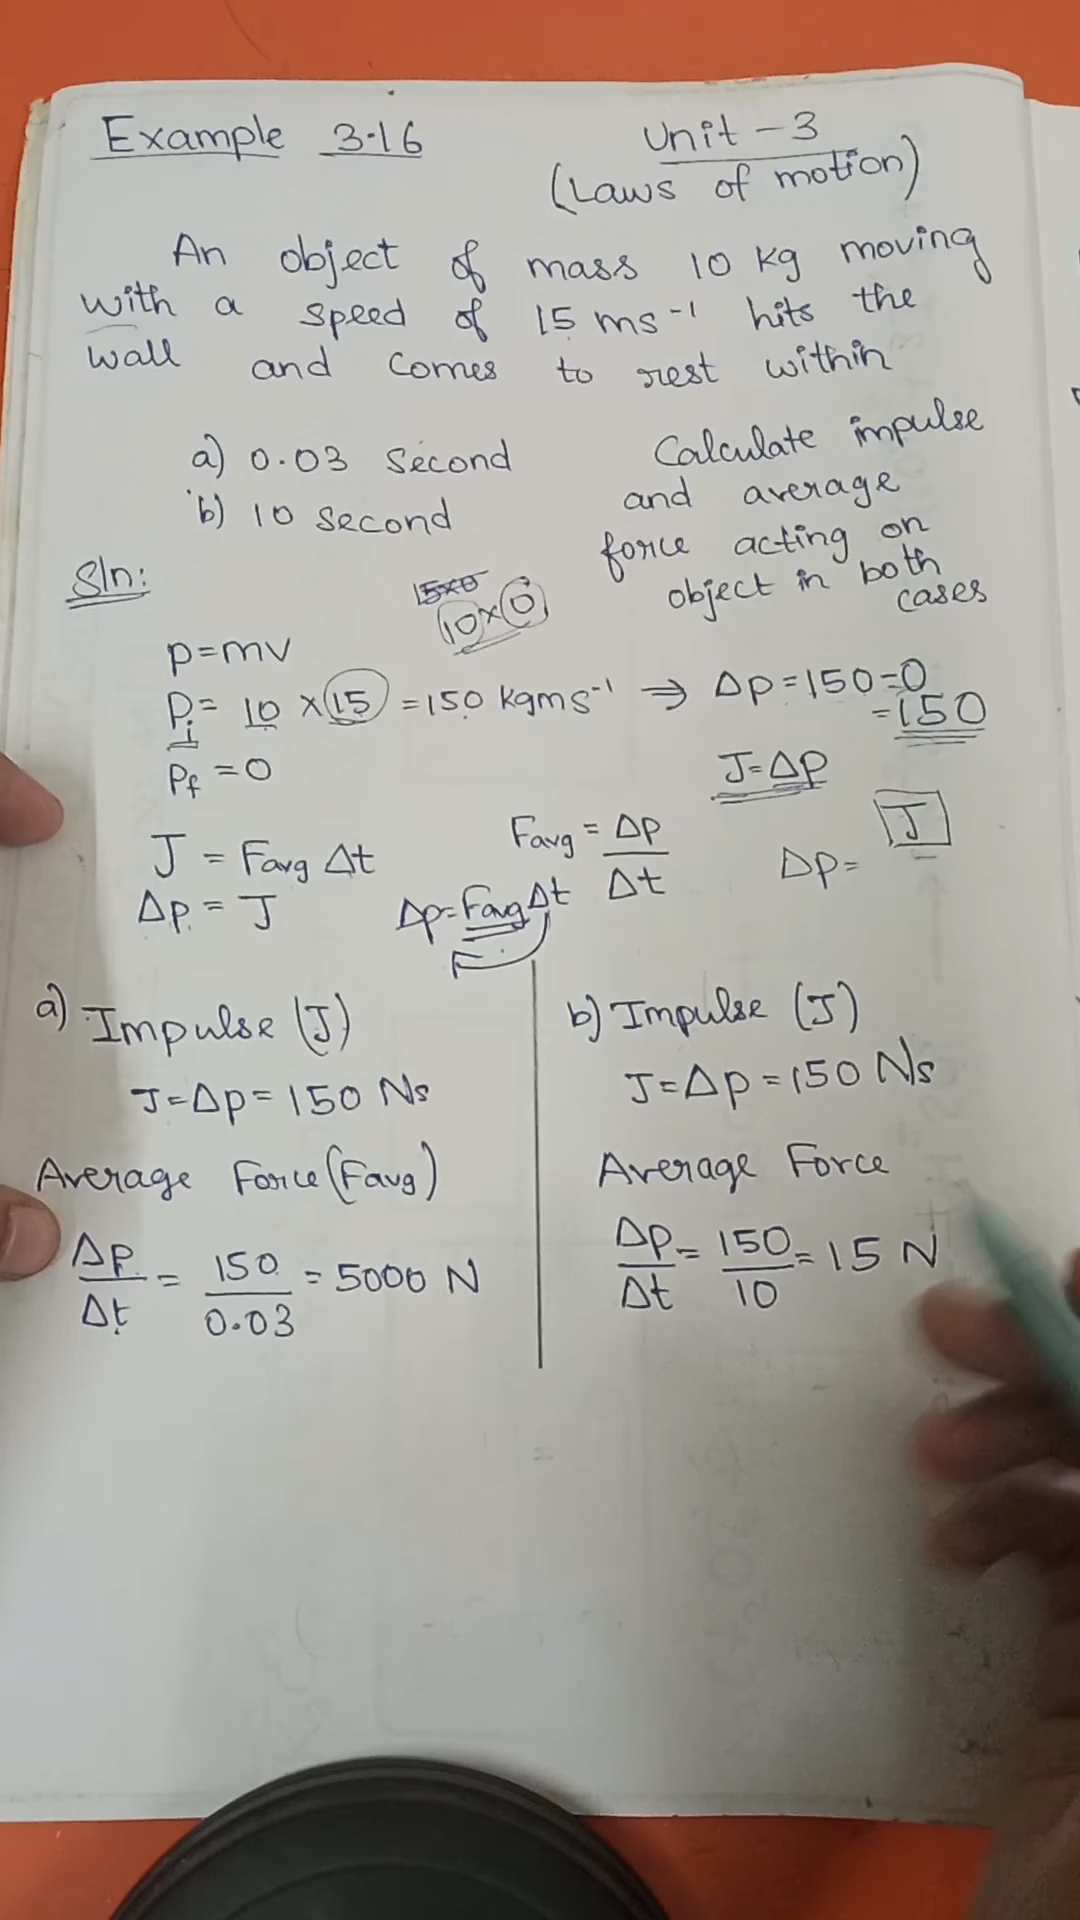 Example 3.16
Unit - 3
(Laws of motion)
An object of mass 10 kg moving
with a speed of 15 ms⁻¹ hits the
wall and comes to rest within
a) 0.03 second
b) 10 second
Calculate impulse
and average
force acting on
object in both
cases
Sln:
10×0
p=mv
Pi = 10 × 15 = 150 kgms⁻¹ ⇒ Δp = 150-0
= 150
Pf = 0
J = Δp
J = Favg Δt
Favg = Δp
Δt
J
Δp =
Δp = J
Δp = Favg Δt
a) Impulse (J)
J = Δp = 150 Ns
Average Force (Favg)
Δp/Δt = 150/0.03 = 5000 N
b) Impulse (J)
J = Δp = 150 Ns
Average Force
Δp/Δt = 150/10 = 15 N